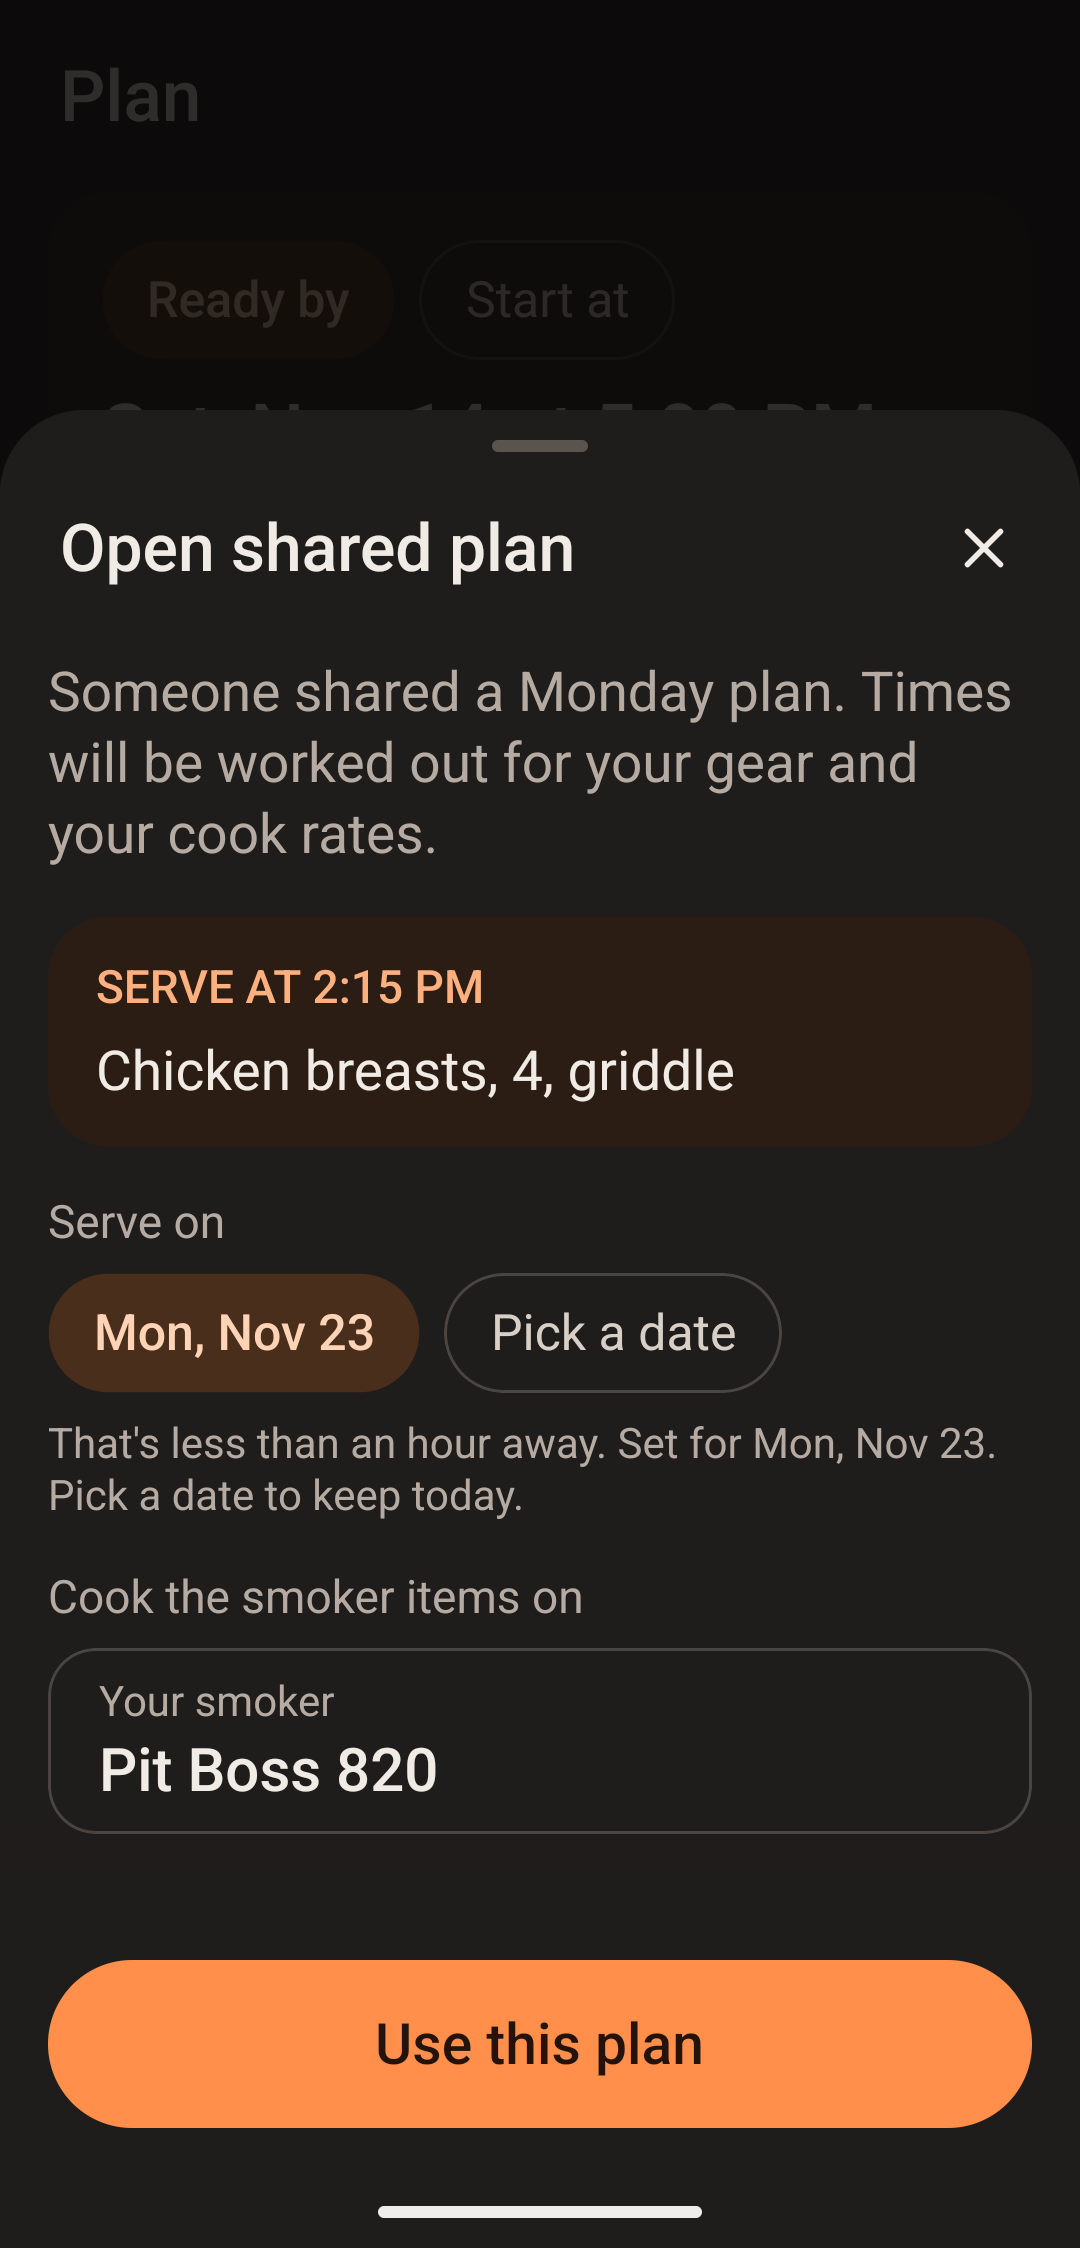 Plan
Ready by
Start at
Open shared plan
Someone shared a Monday plan. Times
will be worked out for your gear and
your cook rates.
SERVE AT 2:15 PM
Chicken breasts, 4, griddle
Serve on
Mon, Nov 23
Pick a date
That's less than an hour away. Set for Mon, Nov 23.
Pick a date to keep today.
Cook the smoker items on
Your smoker
Pit Boss 820
Use this plan